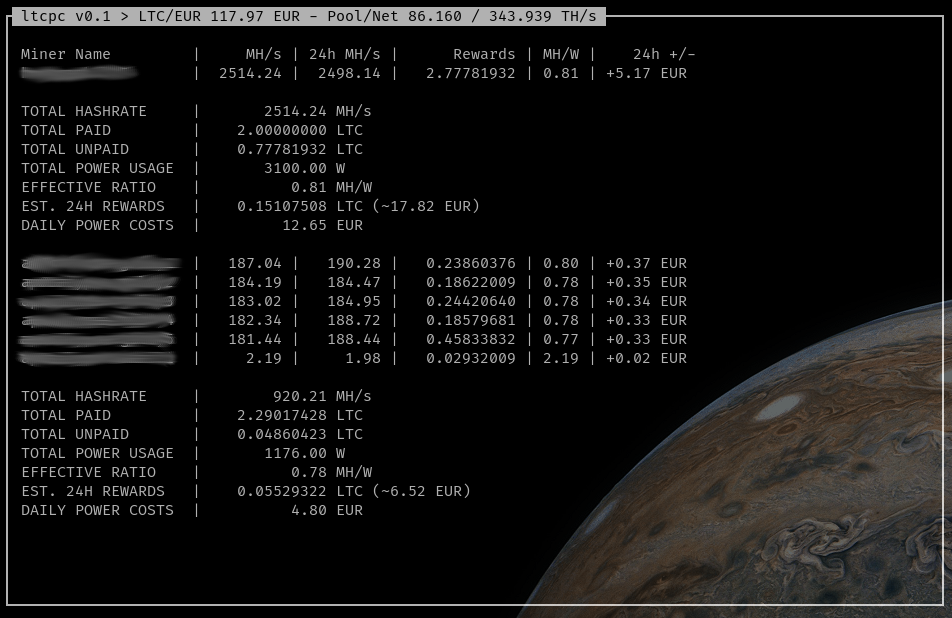 ltcpc v0.1 > LTC/EUR 117.97 EUR - Pool/Net 86.160 / 343.939 TH/s
Miner Name | MH/s | 24h MH/s | Rewards | MH/W | 24h +/-
| 2514.24 | 2498.14 | 2.77781932 | 0.81 | +5.17 EUR
TOTAL HASHRATE | 2514.24 MH/s
TOTAL PAID | 2.00000000 LTC
TOTAL UNPAID | 0.77781932 LTC
TOTAL POWER USAGE | 3100.00 W
EFFECTIVE RATIO | 0.81 MH/W
EST. 24H REWARDS | 0.15107508 LTC (~17.82 EUR)
DAILY POWER COSTS | 12.65 EUR
| 187.04 | 190.28 | 0.23860376 | 0.80 | +0.37 EUR
| 184.19 | 184.47 | 0.18622009 | 0.78 | +0.35 EUR
| 183.02 | 184.95 | 0.24420640 | 0.78 | +0.34 EUR
| 182.34 | 188.72 | 0.18579681 | 0.78 | +0.33 EUR
| 181.44 | 188.44 | 0.45833832 | 0.77 | +0.33 EUR
| 2.19 | 1.98 | 0.02932009 | 2.19 | +0.02 EUR
TOTAL HASHRATE | 920.21 MH/s
TOTAL PAID | 2.29017428 LTC
TOTAL UNPAID | 0.04860423 LTC
TOTAL POWER USAGE | 1176.00 W
EFFECTIVE RATIO | 0.78 MH/W
EST. 24H REWARDS | 0.05529322 LTC (~6.52 EUR)
DAILY POWER COSTS | 4.80 EUR